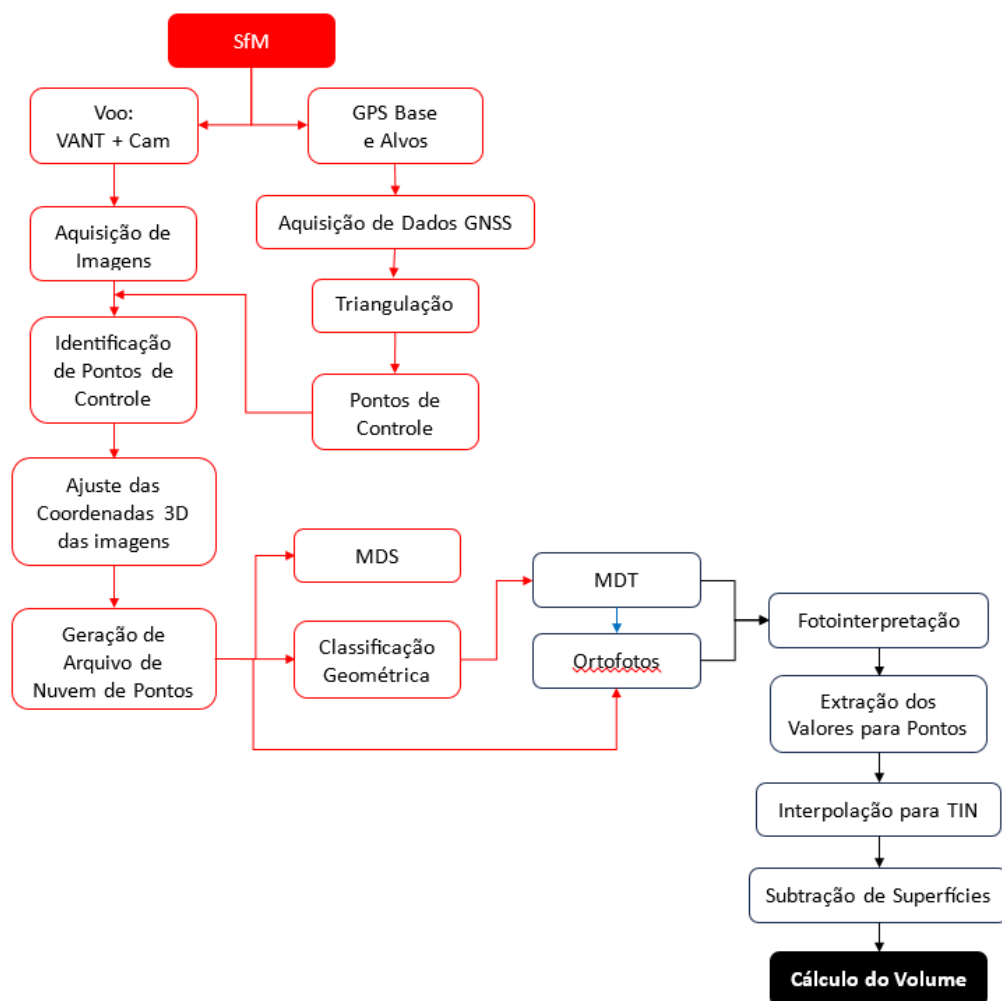 SfM
Voo:
VANT + Cam
GPS Base
e Alvos
Aquisição de
Imagens
Aquisição de Dados GNSS
Triangulação
Identificação
de Pontos de
Controle
Pontos de
Controle
Ajuste das
Coordenadas 3D
das imagens
MDS
MDT
Fotointerpretação
Geração de
Arquivo de
Nuvem de Pontos
Classificação
Geométrica
Ortofotos
Extração dos
Valores para Pontos
Interpolação para TIN
Subtração de Superfícies
Cálculo do Volume